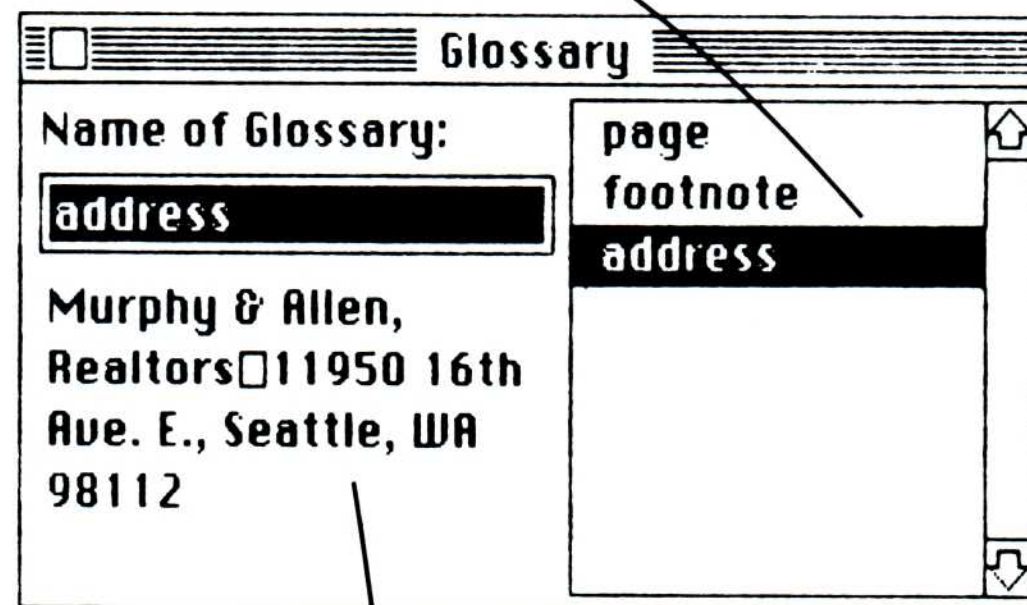 Glossary
Name of Glossary:
address
Murphy & Allen,
Realtors□11950 16th
Ave. E., Seattle, WA
98112
page
footnote
address